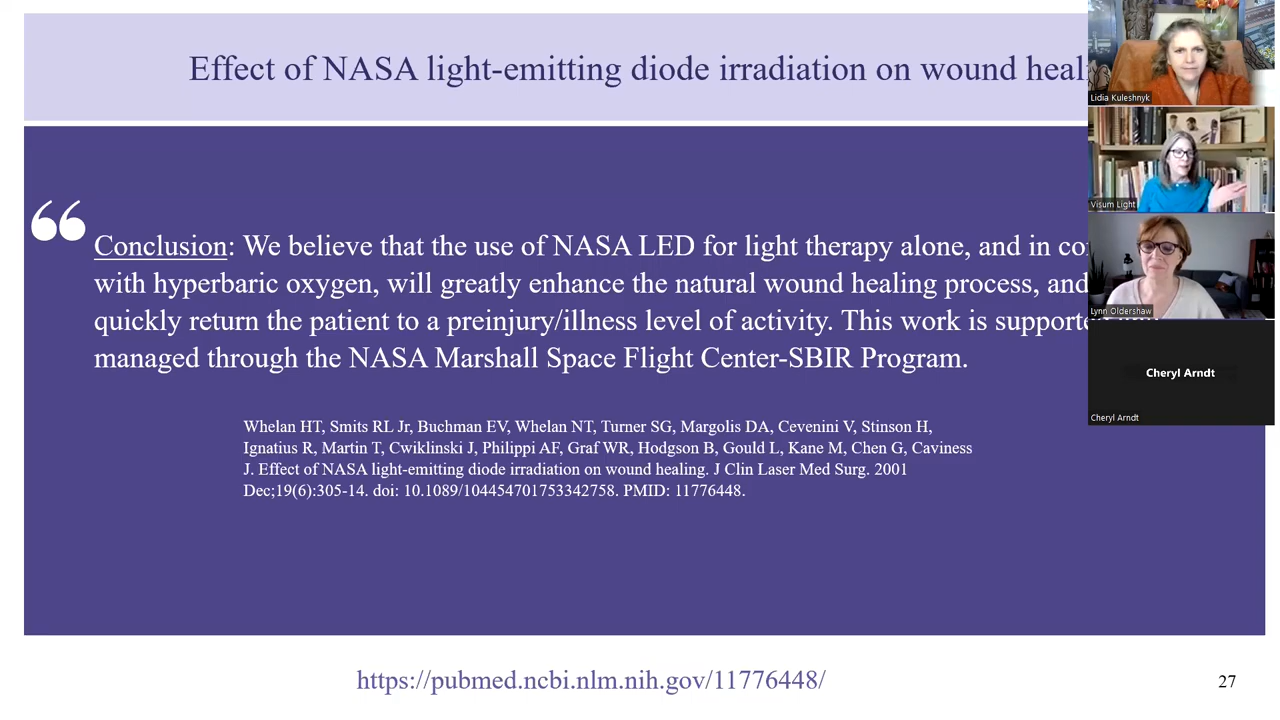 Effect of NASA light-emitting diode irradiation on wound heal
Conclusion: We believe that the use of NASA LED for light therapy alone, and in co
with hyperbaric oxygen, will greatly enhance the natural wound healing process, and
quickly return the patient to a preinjury/illness level of activity. This work is supporte
managed through the NASA Marshall Space Flight Center-SBIR Program.
Whelan HT, Smits RL Jr, Buchman EV, Whelan NT, Turner SG, Margolis DA, Cevenini V, Stinson H,
Ignatius R, Martin T, Cwiklinski J, Philippi AF, Graf WR, Hodgson B, Gould L, Kane M, Chen G, Caviness
J. Effect of NASA light-emitting diode irradiation on wound healing. J Clin Laser Med Surg. 2001
Dec;19(6):305-14. doi: 10.1089/104454701753342758. PMID: 11776448.
https://pubmed.ncbi.nlm.nih.gov/11776448/
27
Lidia Kuleshnyk
Visum Light
Lynn Oldershaw
Cheryl Arndt
Cheryl Arndt